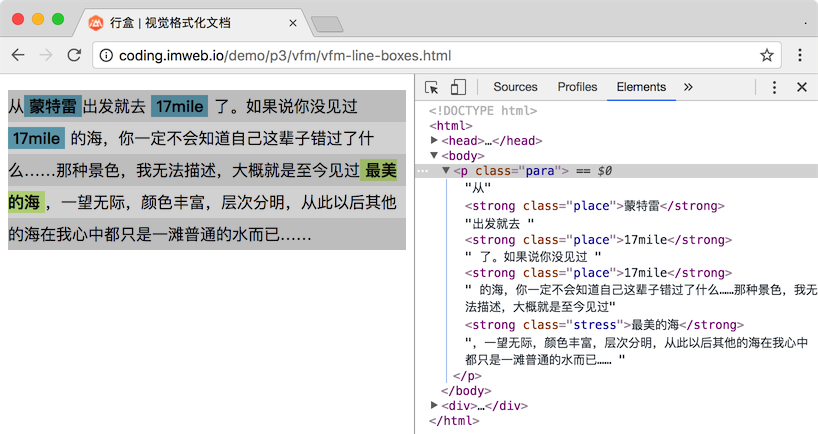 行盒 | 视觉格式化文档
coding.imweb.io/demo/p3/vfm/vfm-line-boxes.html
从 蒙特雷 出发就去 17mile 了。如果说你没见过
17mile 的海，你一定不会知道自己这辈子错过了什
么……那种景色，我无法描述，大概就是至今见过 最美
的海 ，一望无际，颜色丰富，层次分明，从此以后其他
的海在我心中都只是一滩普通的水而已……
Sources Profiles Elements »
<!DOCTYPE html>
<html>
<head>…</head>
<body>
<p class="para"> == $0
"从"
<strong class="place">蒙特雷</strong>
"出发就去 "
<strong class="place">17mile</strong>
" 了。如果说你没见过 "
<strong class="place">17mile</strong>
" 的海，你一定不会知道自己这辈子错过了什么……那种景色，我无
法描述，大概就是至今见过"
<strong class="stress">最美的海</strong>
"，一望无际，颜色丰富，层次分明，从此以后其他的海在我心中
都只是一滩普通的水而已…… "
</p>
</body>
<div>…</div>
</html>